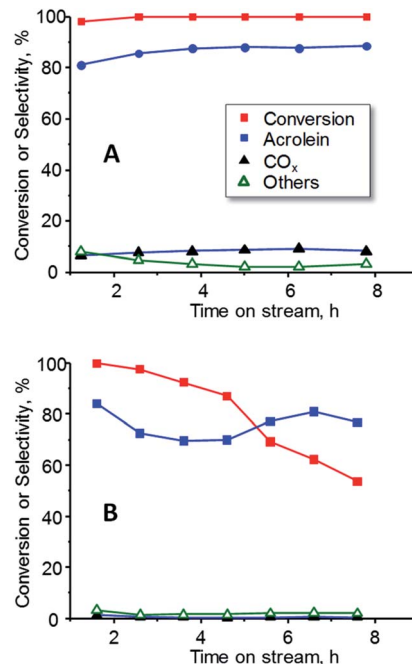 100
80
60
40
20
0
Conversion or Selectivity, %
A
Conversion
Acrolein
COx
Others
2 4 6 8
Time on stream, h
100
80
60
40
20
0
Conversion or Selectivity, %
B
2 4 6 8
Time on stream, h